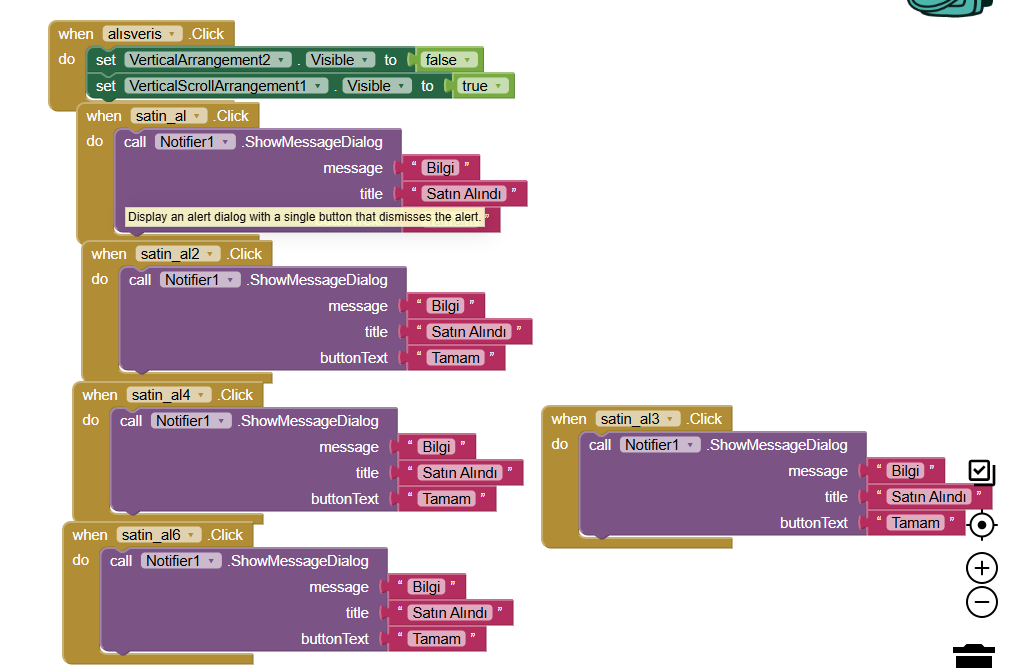 when alısveris .Click
do set VerticalArrangement2 . Visible to false
set VerticalScrollArrangement1 . Visible to true
when satin_al .Click
do call Notifier1 .ShowMessageDialog
message “ Bilgi ”
title “ Satın Alındı ”
Display an alert dialog with a single button that dismisses the alert. ”
when satin_al2 .Click
do call Notifier1 .ShowMessageDialog
message “ Bilgi ”
title “ Satın Alındı ”
buttonText “ Tamam ”
when satin_al4 .Click
do call Notifier1 .ShowMessageDialog
message “ Bilgi ”
title “ Satın Alındı ”
buttonText “ Tamam ”
when satin_al6 .Click
do call Notifier1 .ShowMessageDialog
message “ Bilgi ”
title “ Satın Alındı ”
buttonText “ Tamam ”
when satin_al3 .Click
do call Notifier1 .ShowMessageDialog
message “ Bilgi ”
title “ Satın Alındı ”
buttonText “ Tamam ”